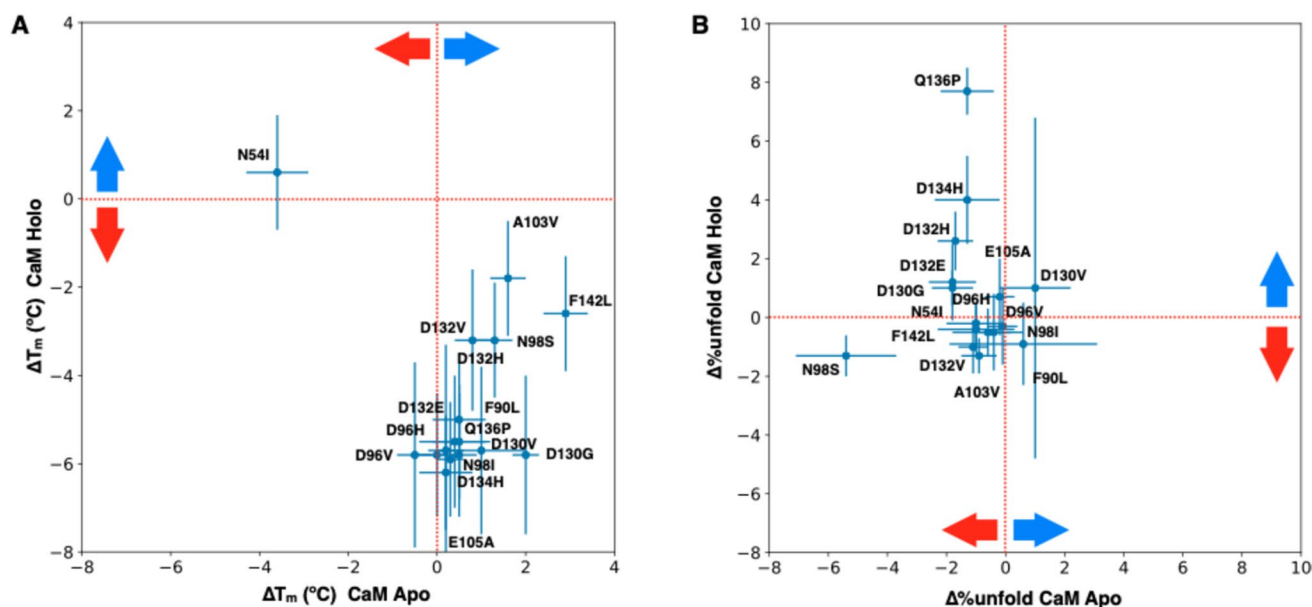 A
4
2
0
−2
−4
−6
−8
−8
−6
−4
−2
0
2
4
ΔTm (°C) CaM Holo
ΔTm (°C) CaM Apo
N54I
A103V
F142L
D132V
N98S
D132H
D132E
F90L
D96H
Q136P
D130V
D96V
D130G
N98I
D134H
E105A
B
10
8
6
4
2
0
−2
−4
−6
−8
−8
−6
−4
−2
0
2
4
6
8
10
Δ%unfold CaM Holo
Δ%unfold CaM Apo
Q136P
D134H
D132H
E105A
D132E
D130V
D130G
D96H
N54I
D96V
F142L
N98I
N98S
D132V
F90L
A103V